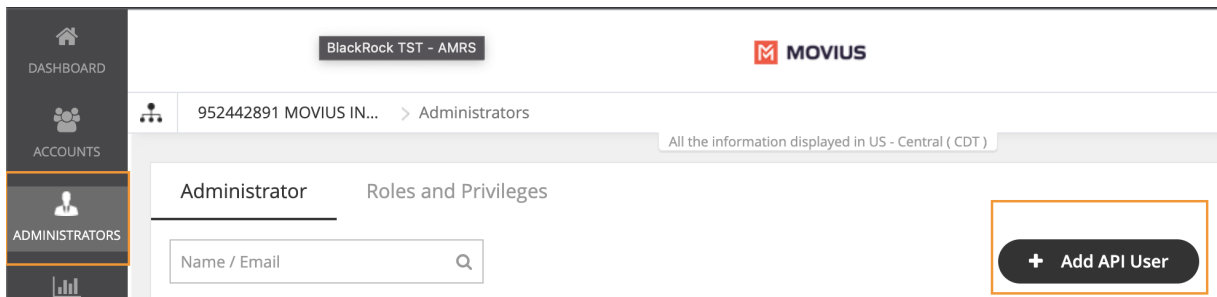 DASHBOARD
BlackRock TST - AMRS
MOVIUS
ACCOUNTS
952442891 MOVIUS IN... > Administrators
All the information displayed in US - Central ( CDT )
ADMINISTRATORS
Administrator Roles and Privileges
Name / Email
+ Add API User